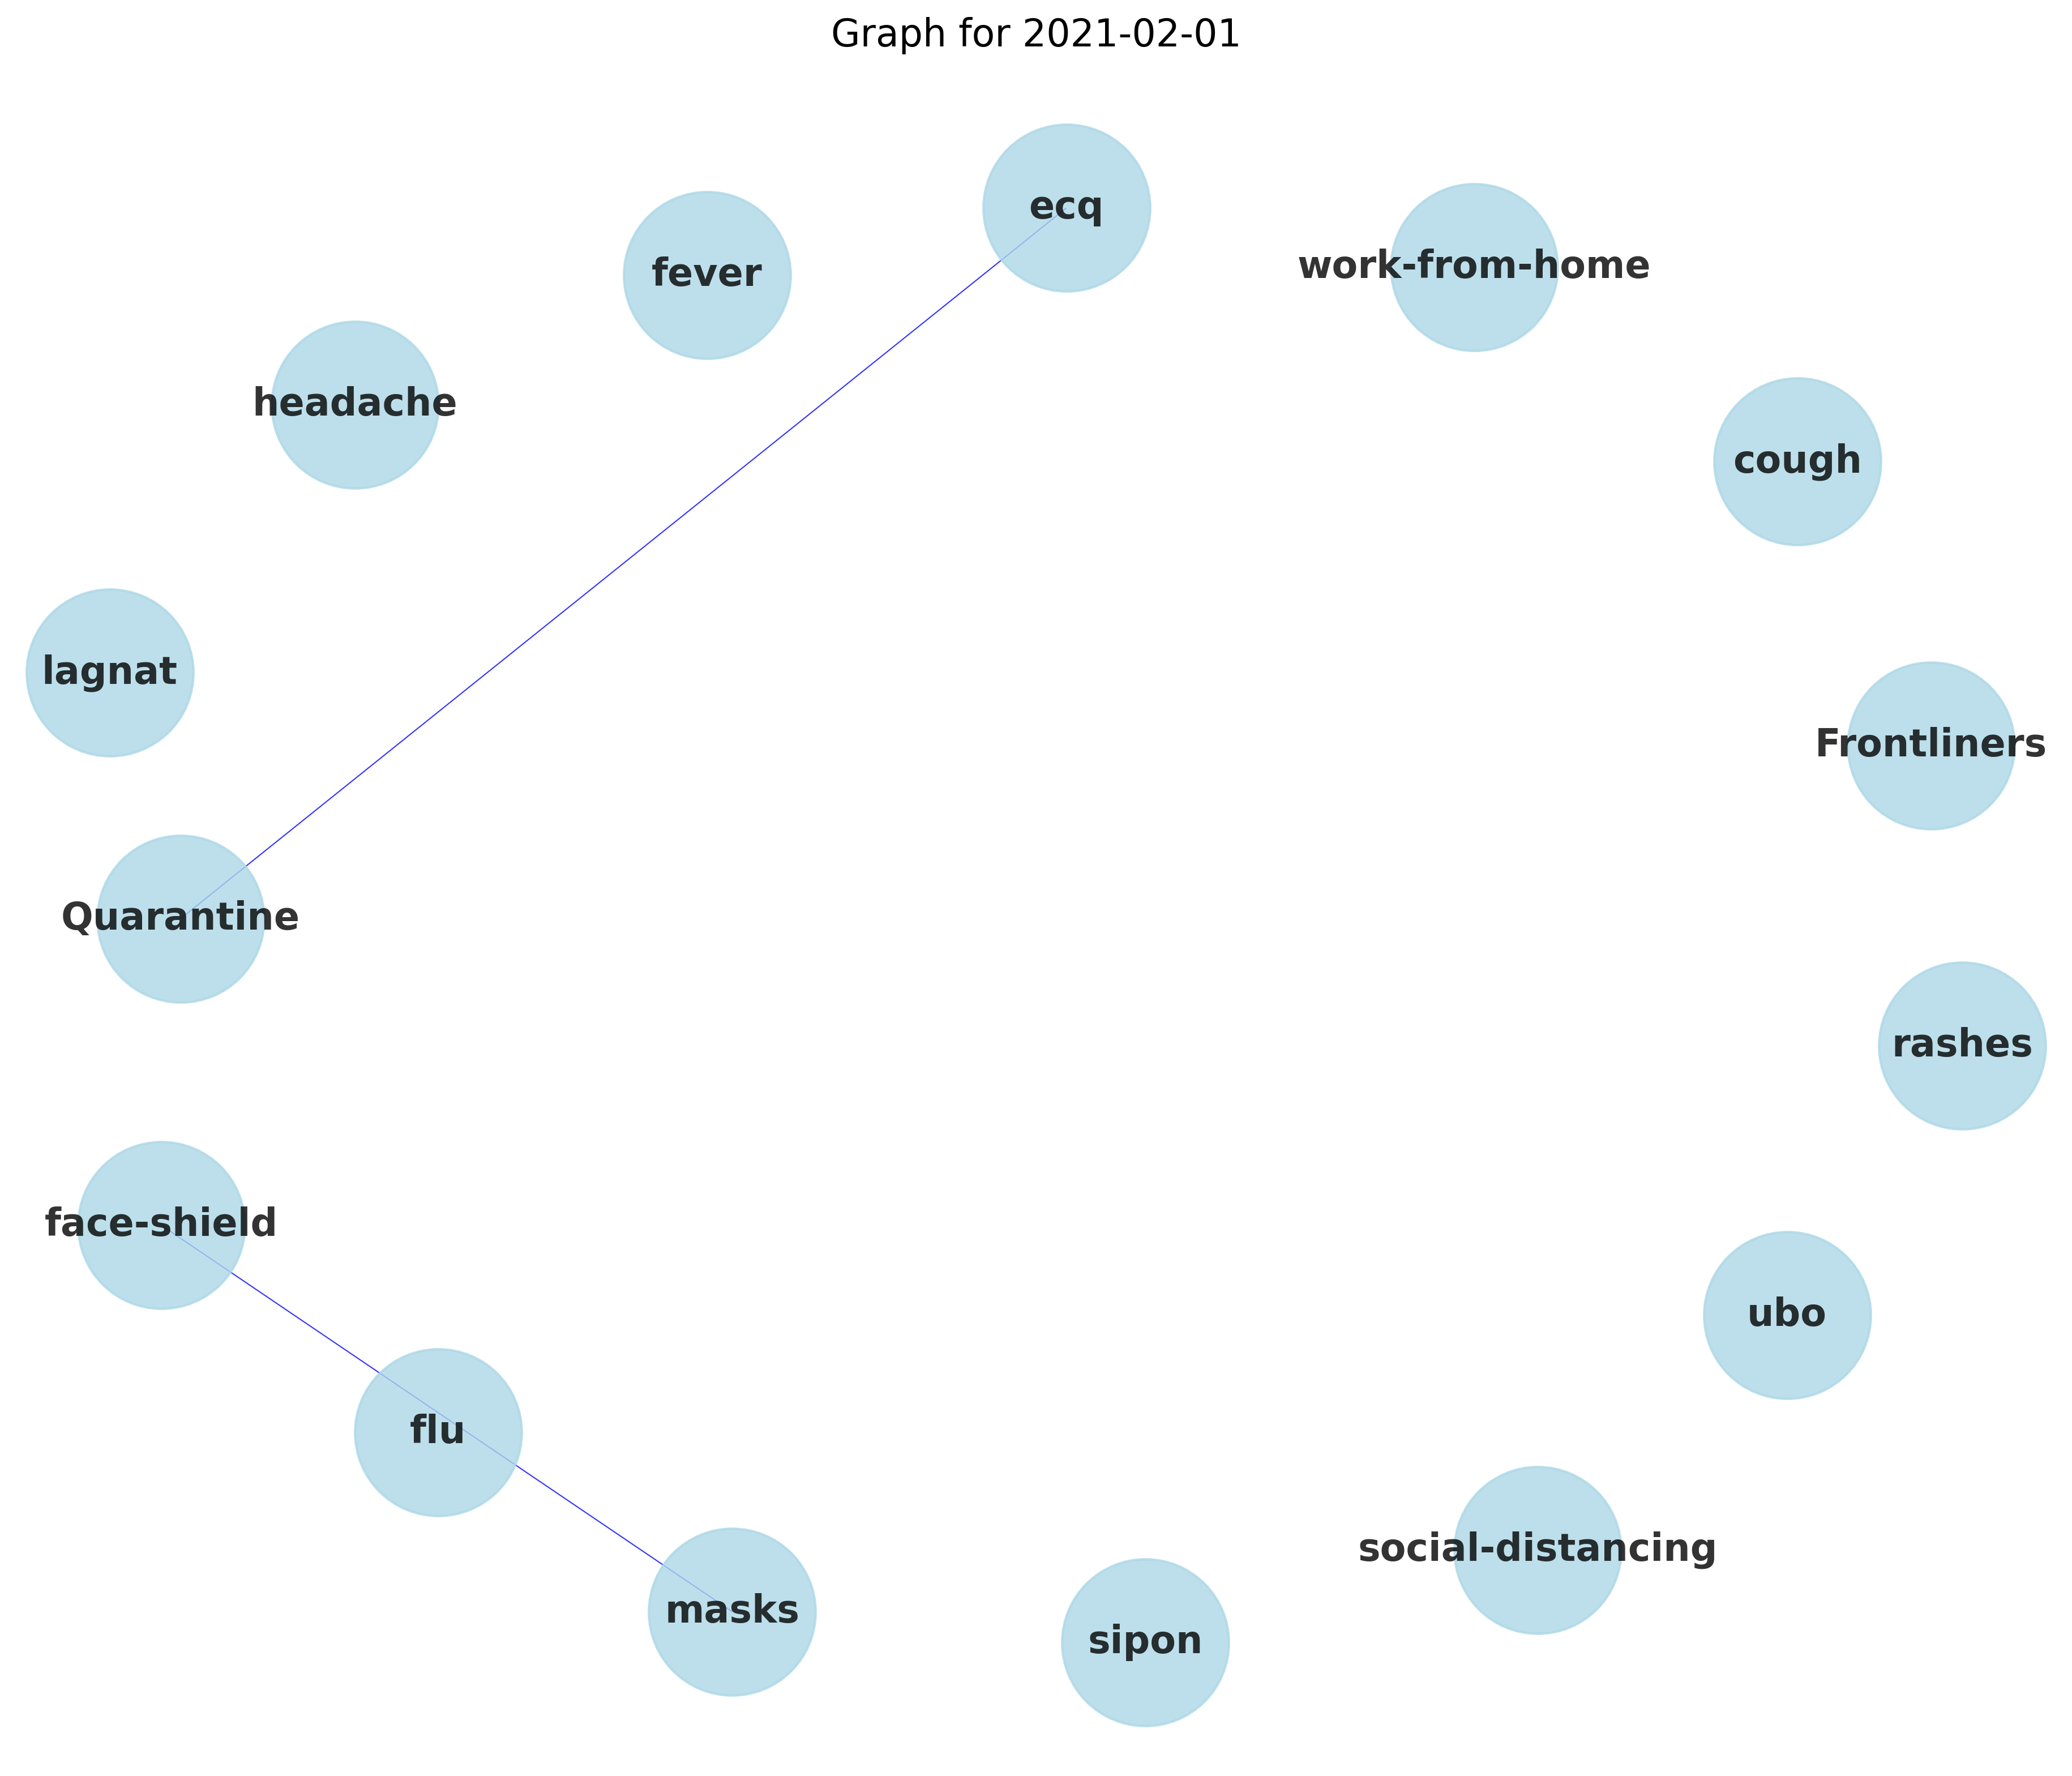 Graph for 2021-02-01
ecq
work-from-home
fever
headache
cough
lagnat
Frontliners
Quarantine
rashes
face-shield
ubo
flu
social-distancing
masks
sipon